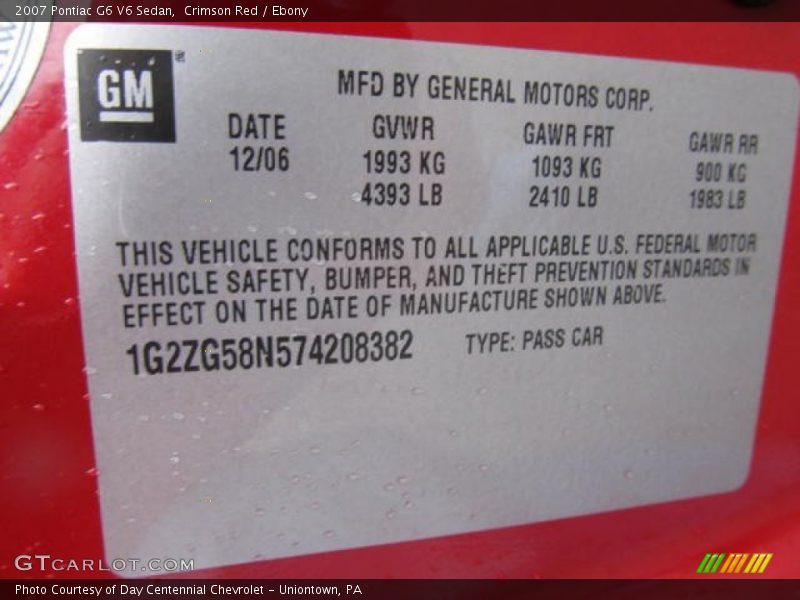 2007 Pontiac G6 V6 Sedan,  Crimson Red / Ebony
GM
MFD BY GENERAL MOTORS CORP.
DATE GVWR GAWR FRT GAWR RR
12/06 1993 KG 1093 KG 900 KG
4393 LB 2410 LB 1983 LB
THIS VEHICLE CONFORMS TO ALL APPLICABLE U.S. FEDERAL MOTOR
VEHICLE SAFETY, BUMPER, AND THEFT PREVENTION STANDARDS IN
EFFECT ON THE DATE OF MANUFACTURE SHOWN ABOVE.
1G2ZG58N574208382 TYPE: PASS CAR
GTCARLOT.COM
Photo Courtesy of Day Centennial Chevrolet - Uniontown, PA